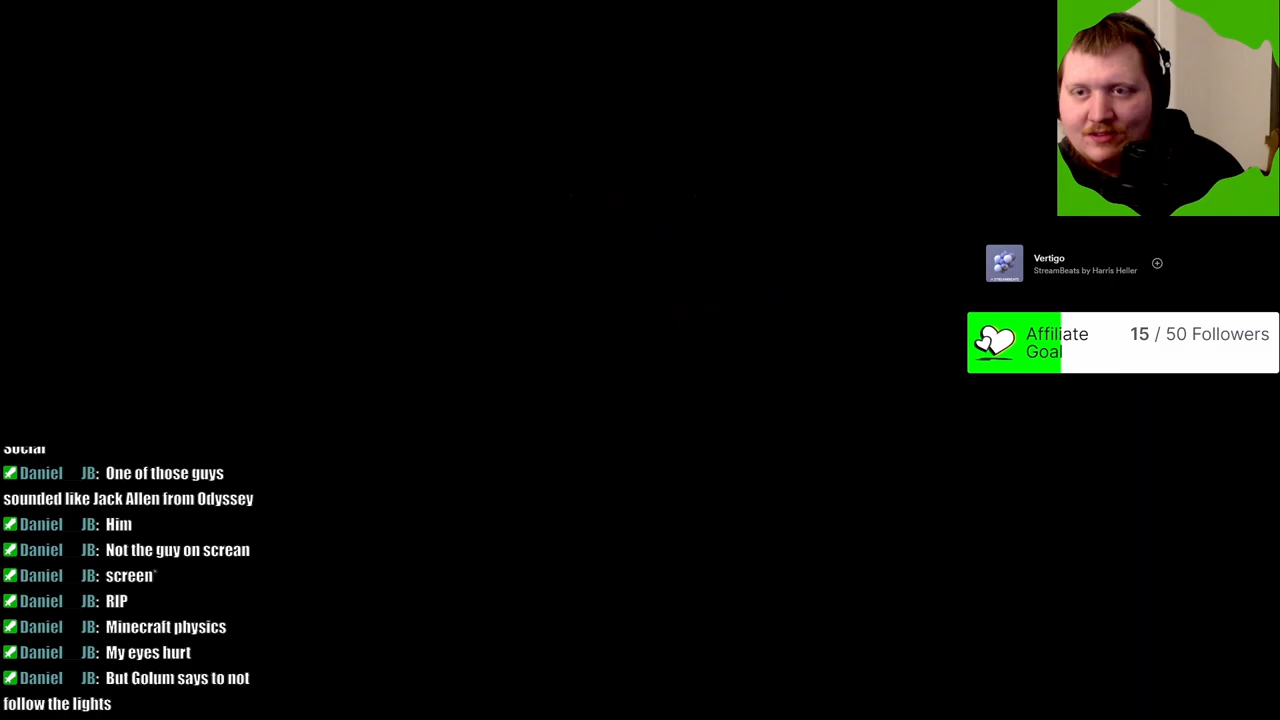 Vertigo
StreamBeats by Harris Heller
Affiliate
Goal
15 / 50 Followers
social
Daniel JB: One of those guys
sounded like Jack Allen from Odyssey
Daniel JB: Him
Daniel JB: Not the guy on screan
Daniel JB: screen*
Daniel JB: RIP
Daniel JB: Minecraft physics
Daniel JB: My eyes hurt
Daniel JB: But Golum says to not
follow the lights